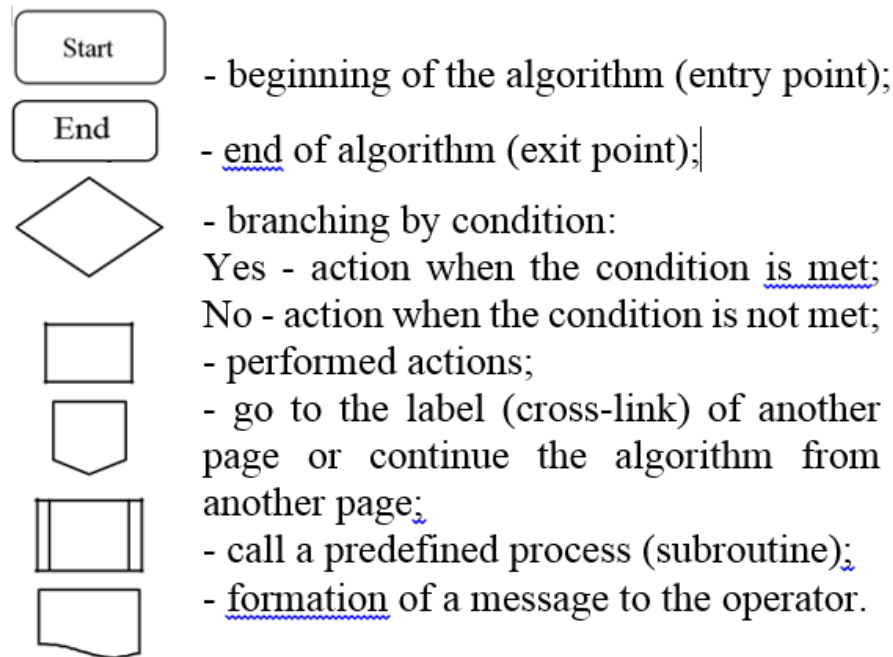 Start
- beginning of the algorithm (entry point);
End
- end of algorithm (exit point);
- branching by condition:
Yes - action when the condition is met;
No - action when the condition is not met;
- performed actions;
- go to the label (cross-link) of another
page or continue the algorithm from
another page;
- call a predefined process (subroutine);
- formation of a message to the operator.